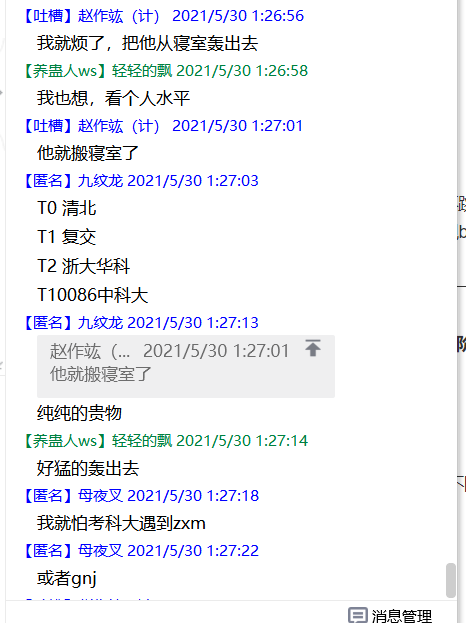 【吐槽】赵作竑（计） 2021/5/30 1:26:56
我就烦了，把他从寝室轰出去
【养蛊人ws】轻轻的飘 2021/5/30 1:26:58
我也想，看个人水平
【吐槽】赵作竑（计） 2021/5/30 1:27:01
他就搬寝室了
【匿名】九纹龙 2021/5/30 1:27:03
T0 清北
T1 复交
T2 浙大华科
T10086中科大
【匿名】九纹龙 2021/5/30 1:27:13
赵作竑（... 2021/5/30 1:27:01
他就搬寝室了
纯纯的贵物
【养蛊人ws】轻轻的飘 2021/5/30 1:27:14
好猛的轰出去
【匿名】母夜叉 2021/5/30 1:27:18
我就怕考科大遇到zxm
【匿名】母夜叉 2021/5/30 1:27:22
或者gnj
消息管理